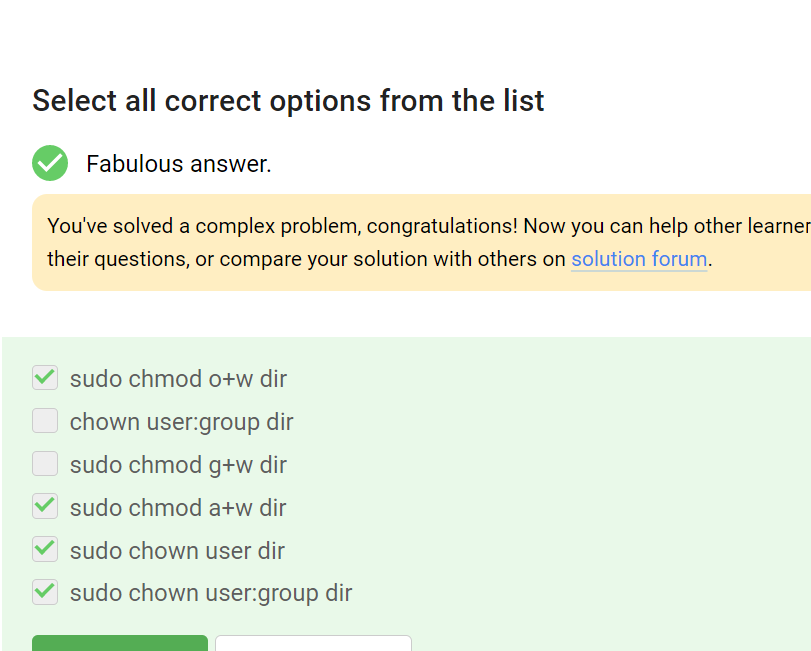 Select all correct options from the list
Fabulous answer.
You've solved a complex problem, congratulations! Now you can help other learner
their questions, or compare your solution with others on solution forum.
sudo chmod o+w dir
chown user:group dir
sudo chmod g+w dir
sudo chmod a+w dir
sudo chown user dir
sudo chown user:group dir